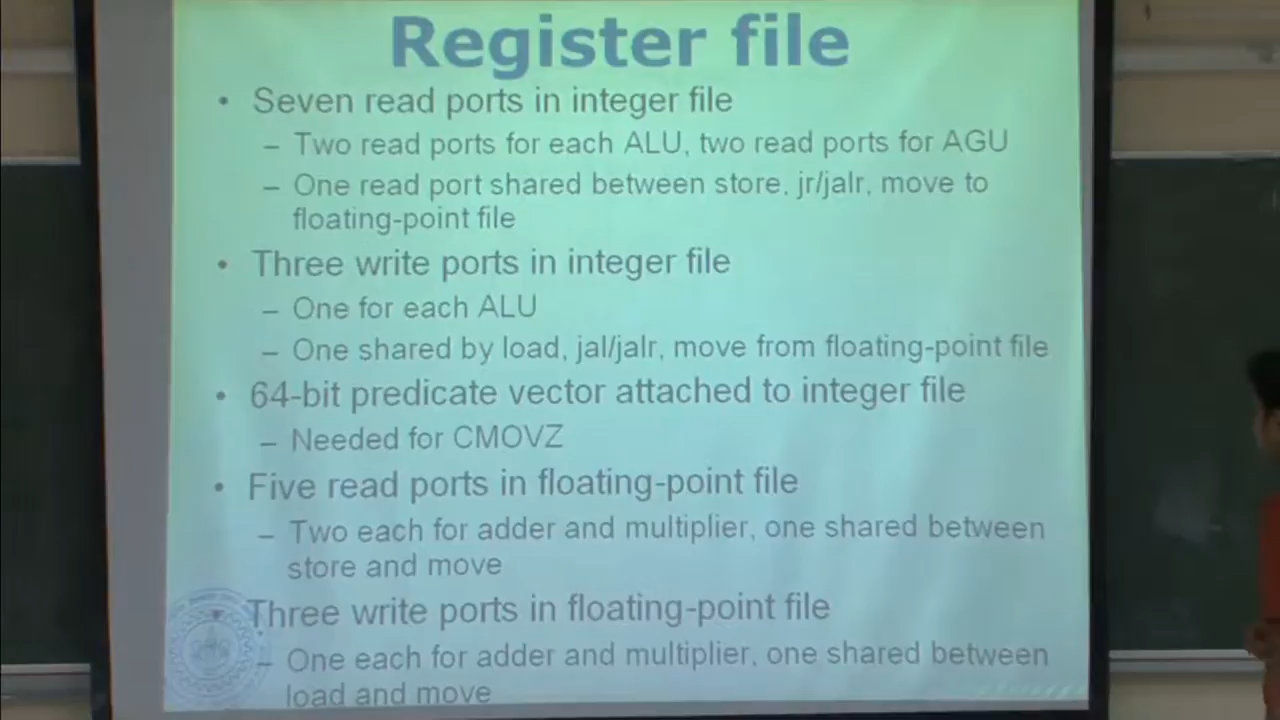 Register file
• Seven read ports in integer file
– Two read ports for each ALU, two read ports for AGU
– One read port shared between store, jr/jalr, move to
floating-point file
• Three write ports in integer file
– One for each ALU
– One shared by load, jal/jalr, move from floating-point file
• 64-bit predicate vector attached to integer file
– Needed for CMOVZ
• Five read ports in floating-point file
– Two each for adder and multiplier, one shared between
store and move
• Three write ports in floating-point file
– One each for adder and multiplier, one shared between
load and move